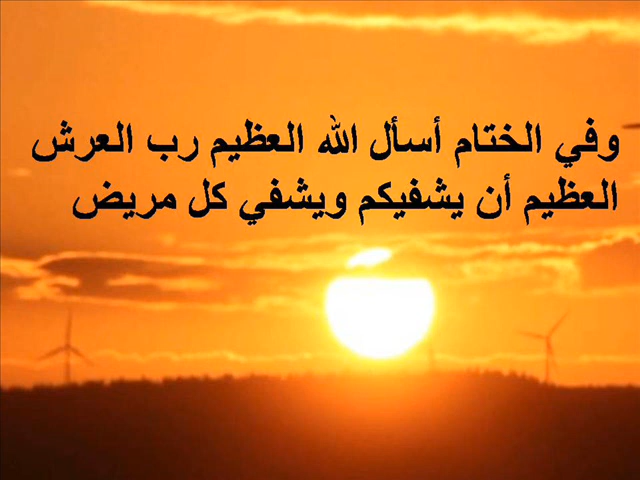 وفي الختام أسأل الله العظيم رب العرش
العظيم أن يشفيكم ويشفي كل مريض